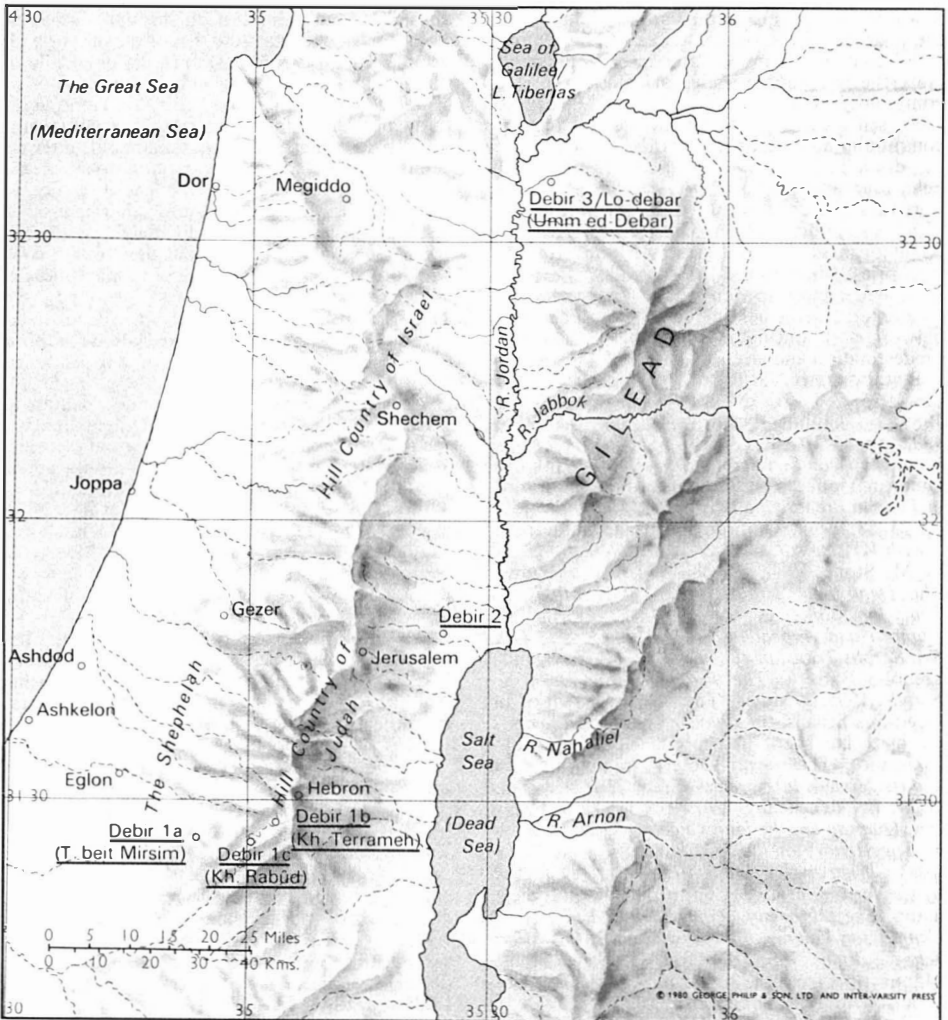 4 30
35
35 30
36
Sea of
Galilee
L. Tiberias
The Great Sea
(Mediterranean Sea)
Dor
Megiddo
Debir 3/Lo-debar
(Umm ed-Debar)
32 30
32 30
Hill Country of Israel
R. Jordan
GILEAD
R. Jabbok
Shechem
Joppa
32
32
Gezer
Debir 2
Jerusalem
Ashdod
Ashkelon
The Shephelah
Hill Country of
Judah
Salt
Sea
R. Nahaliel
Eglon
Hebron
31 30
31 30
Debir 1a
(T. beit Mirsim)
Debir 1b
(Kh. Terrameh)
Debir 1c
(Kh. Rabūd)
(Dead
Sea)
R. Arnon
0 5 10 15 20 25 Miles
0 10 20 30 40 Kms.
© 1980 GEORGE PHILIP & SON, LTD. AND INTER-VARSITY PRESS
30
35
35 30
36